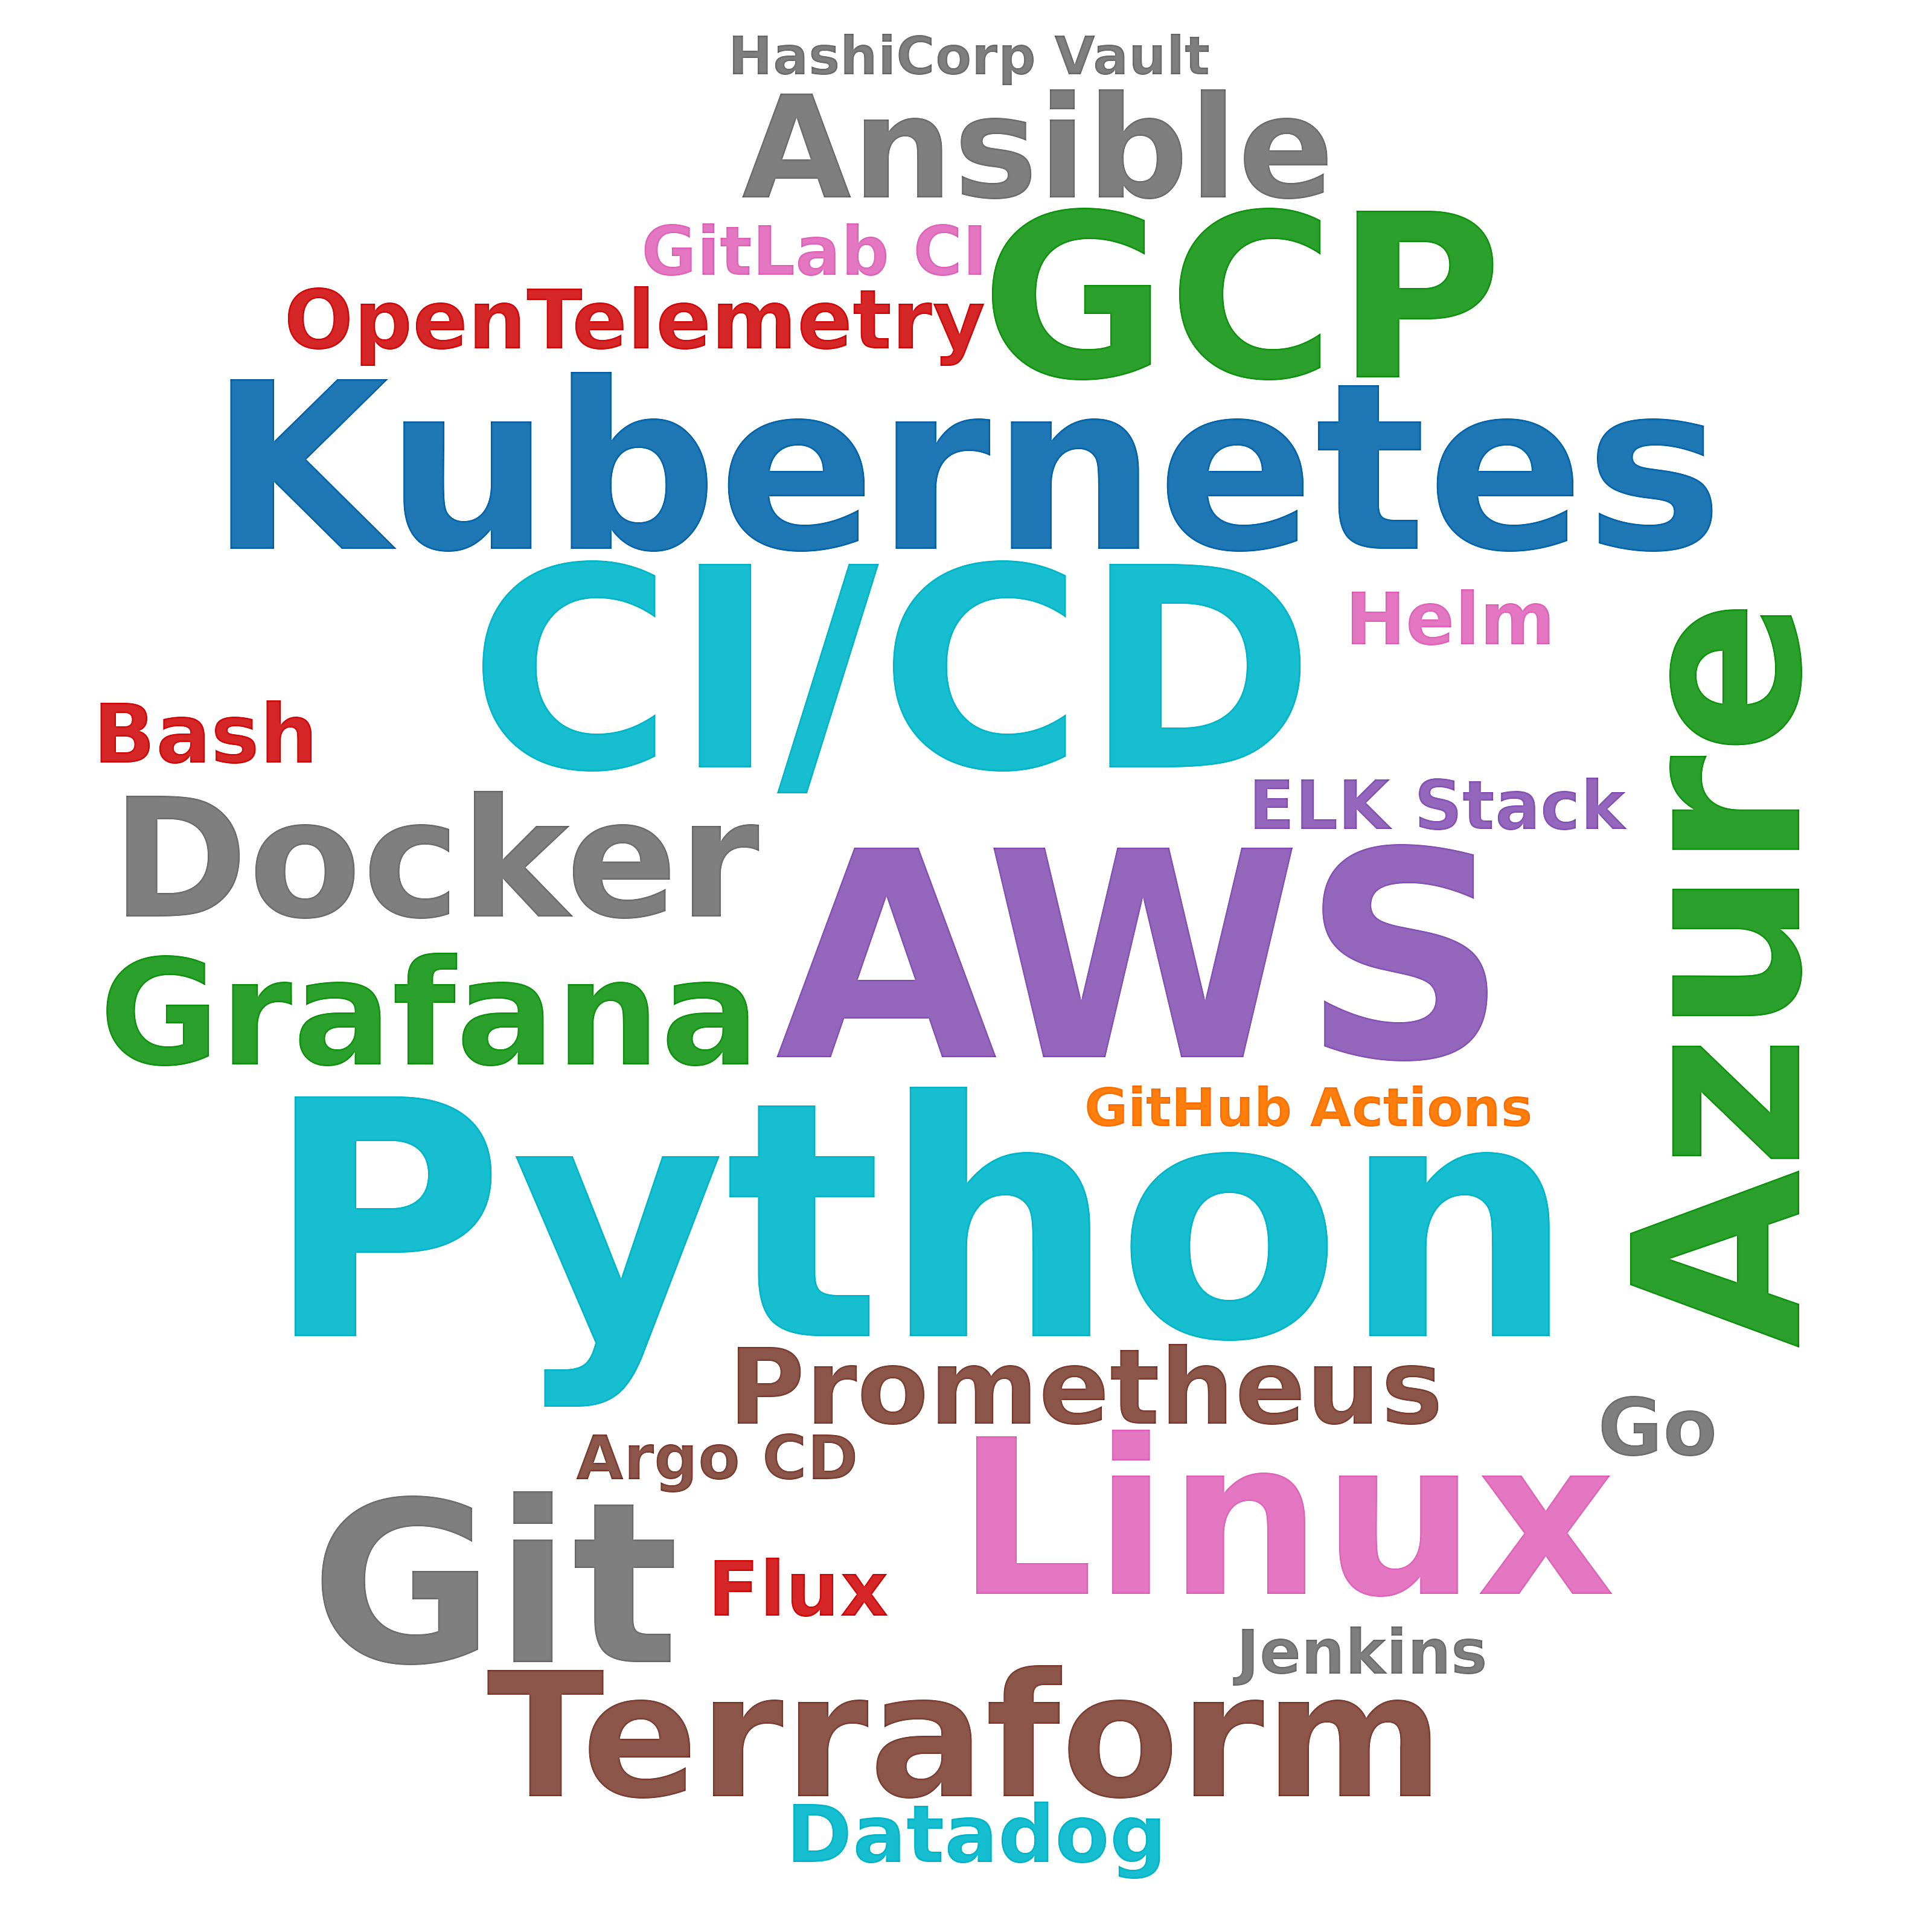 HashiCorp Vault
Ansible
GitLab CI
GCP
OpenTelemetry
Kubernetes
CI/CD
Helm
Azure
Bash
ELK Stack
Docker
AWS
Grafana
GitHub Actions
Python
Prometheus
Go
Argo CD
Linux
Git
Flux
Jenkins
Terraform
Datadog